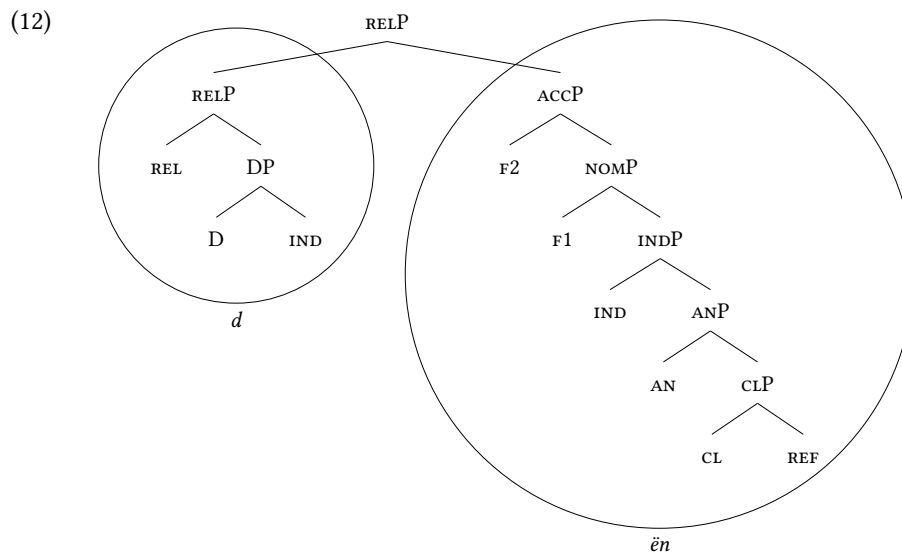 (12)
RELP
RELP ACCP
REL DP F2 NOMP
D IND F1 INDP
d IND ANP
AN CLP
CL REF
ën